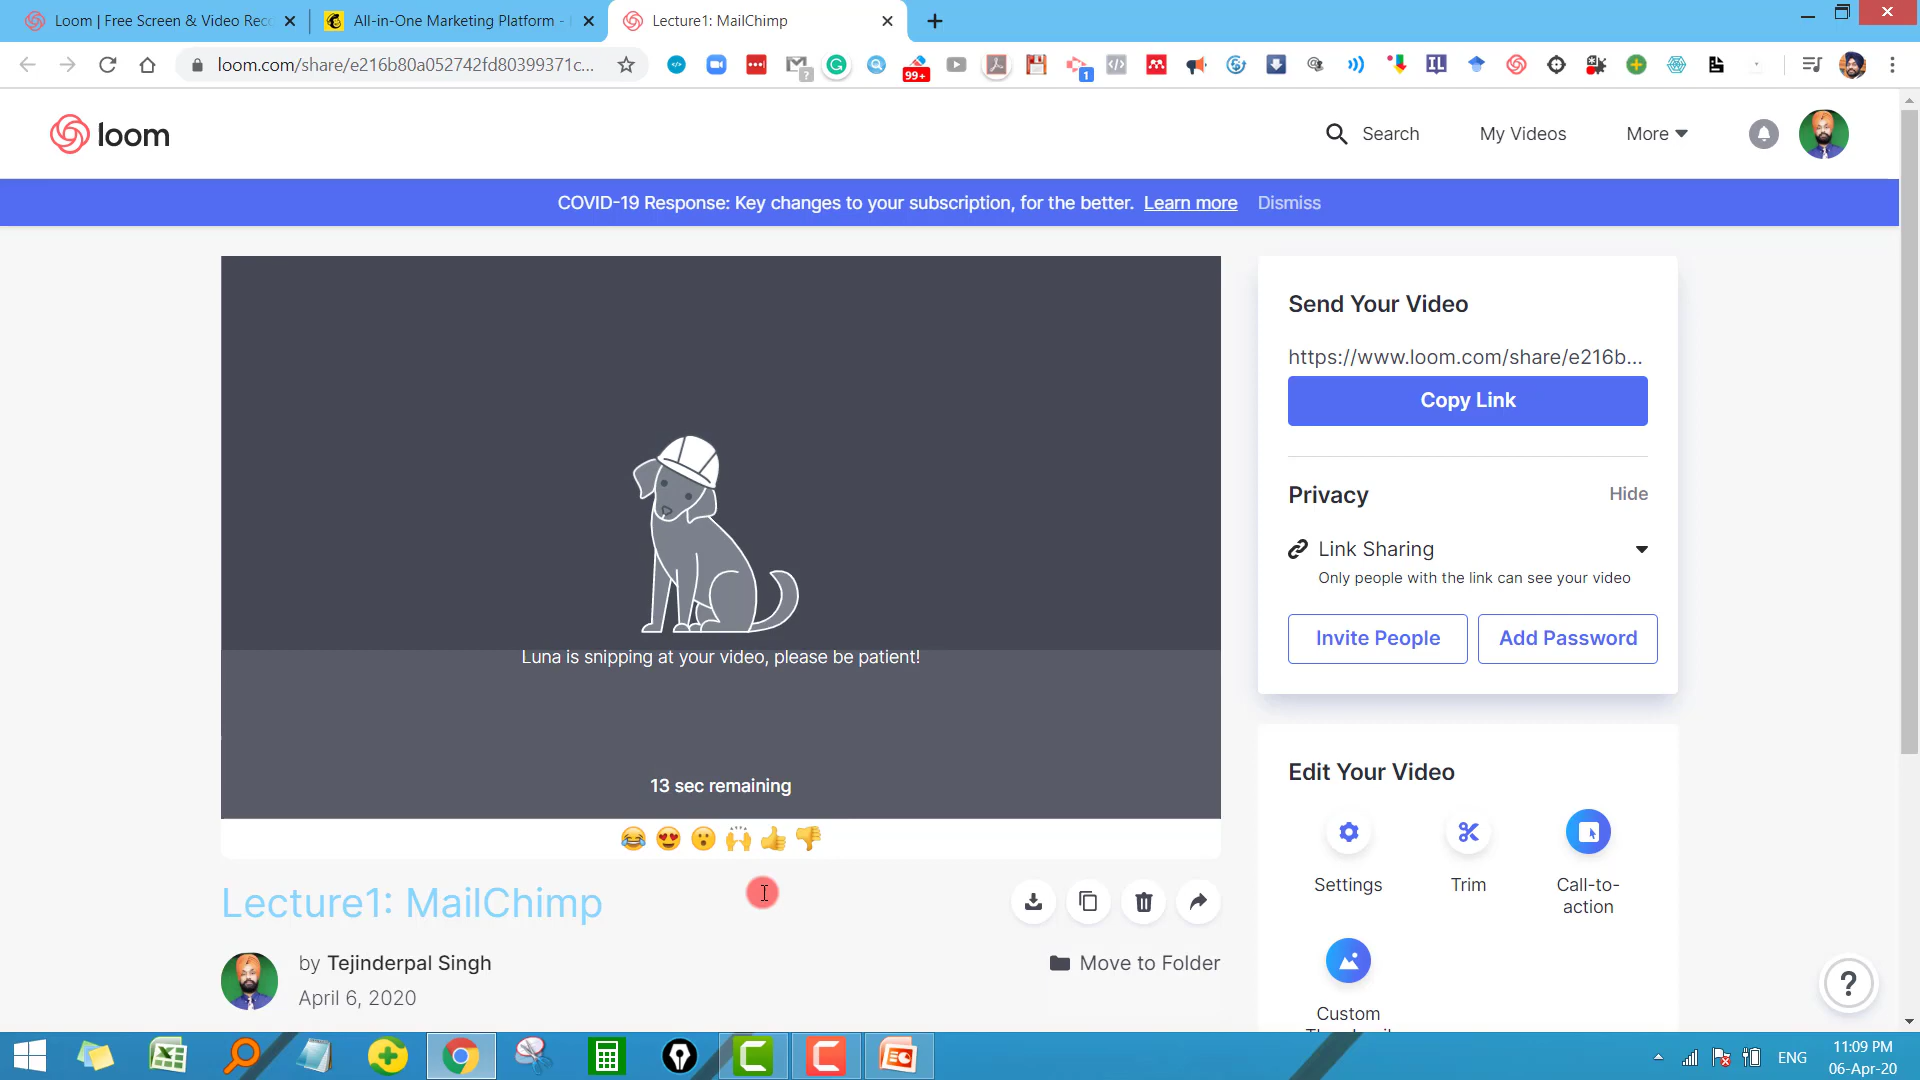 Loom | Free Screen & Video Rec
All-in-One Marketing Platform -
Lecture1: MailChimp
loom.com/share/e216b80a052742fd80399371c...
?
99+
1
IL
loom
Search
My Videos
More
COVID-19 Response: Key changes to your subscription, for the better. Learn more Dismiss
Luna is snipping at your video, please be patient!
13 sec remaining
Lecture1: MailChimp
by Tejinderpal Singh
April 6, 2020
Move to Folder
Send Your Video
https://www.loom.com/share/e216b...
Copy Link
Privacy
Hide
Link Sharing
Only people with the link can see your video
Invite People
Add Password
Edit Your Video
Settings
Trim
Call-to-
action
Custom
?
ENG
11:09 PM
06-Apr-20